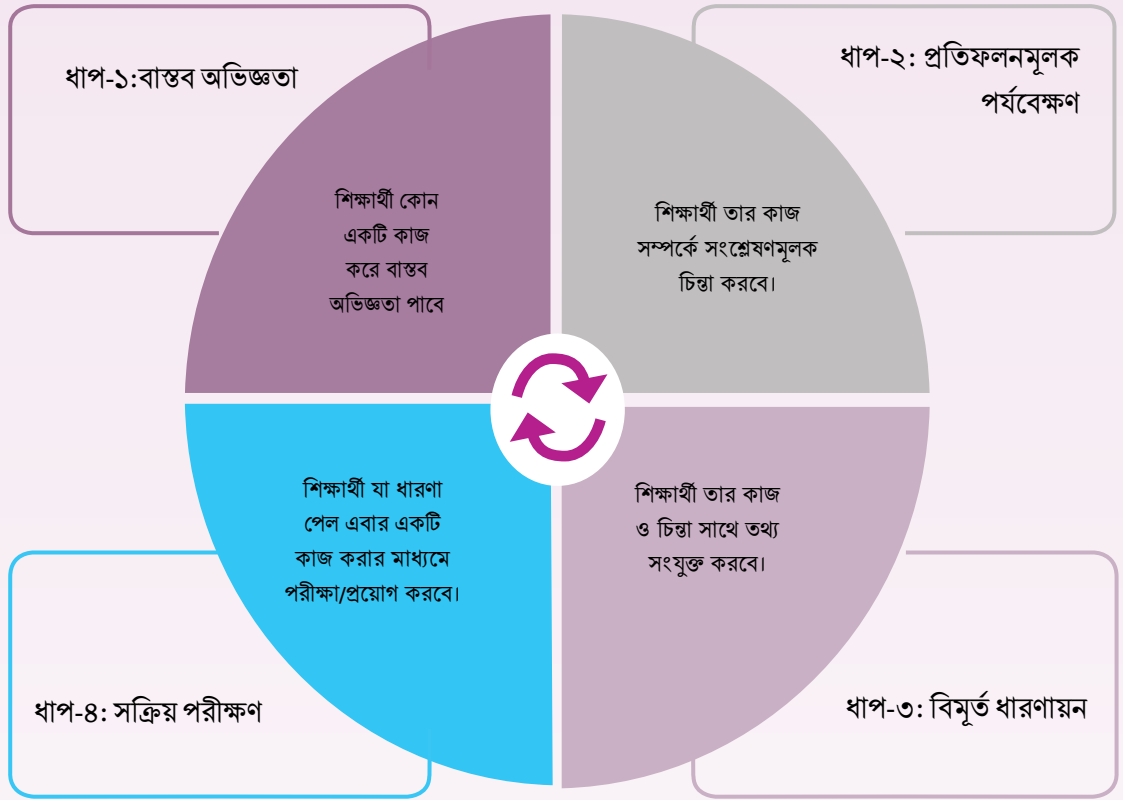 ধাপ-১:বাস্তব অভিজ্ঞতা
শিক্ষার্থী কোন
একটি কাজ
করে বাস্তব
অভিজ্ঞতা পাবে
ধাপ-২: প্রতিফলনমূলক
পর্যবেক্ষণ
শিক্ষার্থী তার কাজ
সম্পর্কে সংশ্লেষণমূলক
চিন্তা করবে।
শিক্ষার্থী তার কাজ
ও চিন্তা সাথে তথ্য
সংযুক্ত করবে।
ধাপ-৩: বিমূর্ত ধারণায়ন
শিক্ষার্থী যা ধারণা
পেল এবার একটি
কাজ করার মাধ্যমে
পরীক্ষা/প্রয়োগ করবে।
ধাপ-৪: সক্রিয় পরীক্ষণ